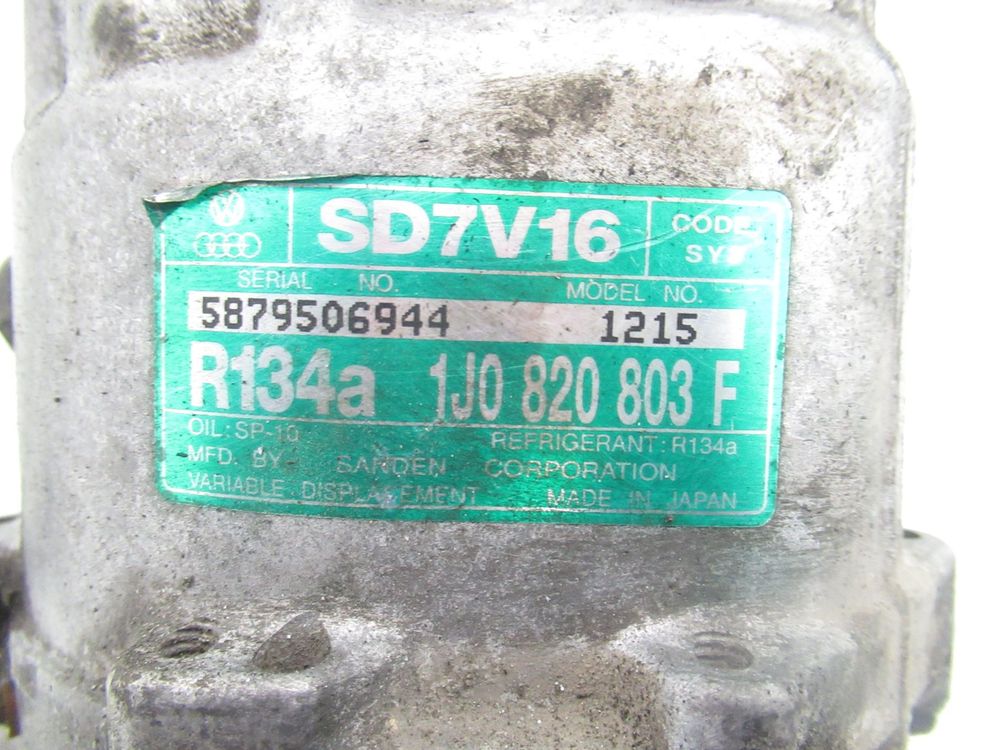 SD7V16
CODE
SERIAL NO. MODEL NO.
5879506944 1215
R134a 1J0 820 803 F
OIL: SP-10 REFRIGERANT: R134a
MFD. BY SANDEN CORPORATION
VARIABLE DISPLACEMENT MADE IN JAPAN